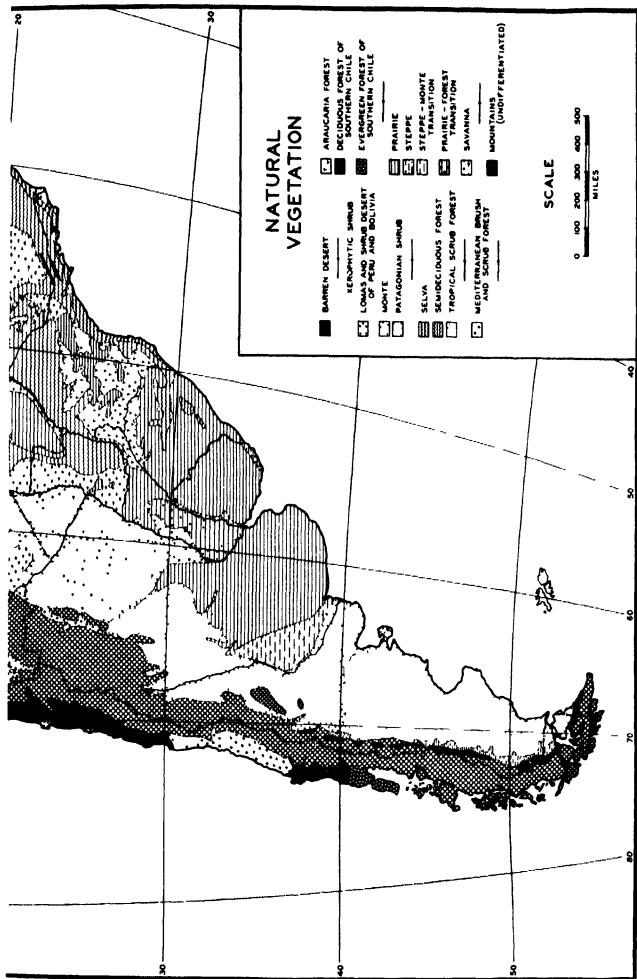 NATURAL
VEGETATION
BARREN DESERT
XEROPHYTIC SHRUB
LOMAS AND SHRUB DESERT
OF PERU AND BOLIVIA
MONTE
PATAGONIAN SHRUB
SELVA
SEMIDECIDUOUS FOREST
TROPICAL SCRUB FOREST
MEDITERRANEAN BRUSH
AND SCRUB FOREST
ARAUCARIA FOREST
DECIDUOUS FOREST OF
SOUTHERN CHILE
EVERGREEN FOREST OF
SOUTHERN CHILE
PRAIRIE
STEPPE
STEPPE-MONTE
TRANSITION
PRAIRIE-FOREST
TRANSITION
SAVANNA
MOUNTAINS
(UNDIFFERENTIATED)
SCALE
0 100 200 300 400 500
MILES
20
30
40
50
60
70
80
30
40
50